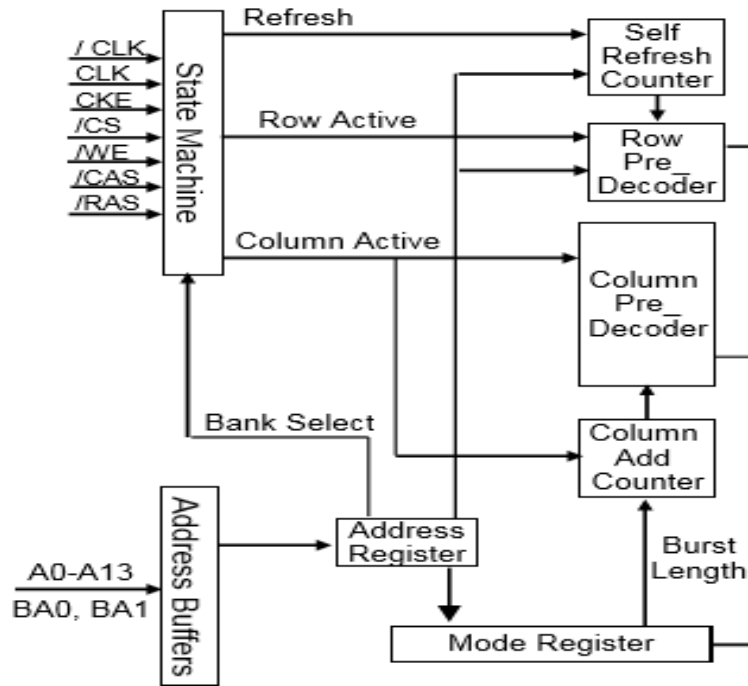 Refresh
Self
Refresh
Counter
/ CLK
CLK
CKE
/CS
/WE
/CAS
/RAS
State Machine
Row Active
Row
Pre_
Decoder
Column Active
Column
Pre_
Decoder
Bank Select
Column
Add
Counter
Address Buffers
Address
Register
Burst
Length
A0-A13
BA0, BA1
Mode Register